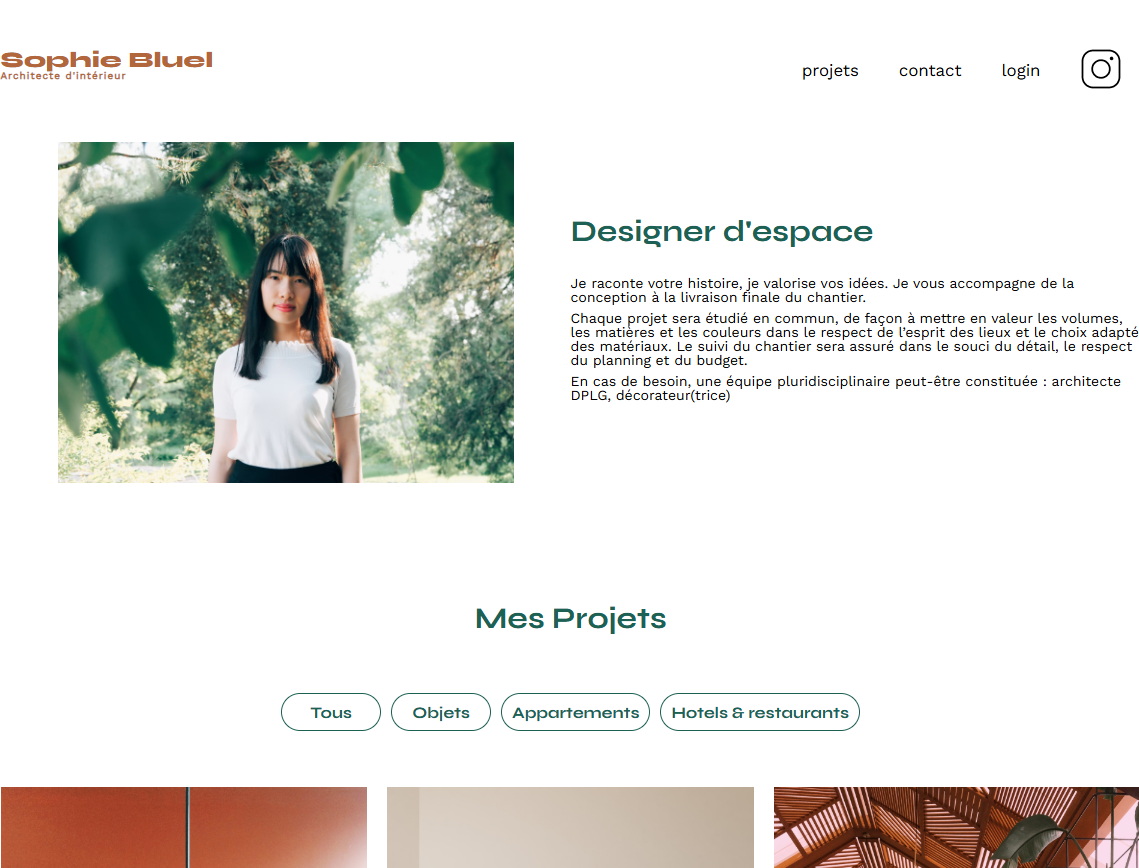 Sophie Bluel
Architecte d'intérieur
projets
contact
login
Designer d'espace
Je raconte votre histoire, je valorise vos idées. Je vous accompagne de la
conception à la livraison finale du chantier.
Chaque projet sera étudié en commun, de façon à mettre en valeur les volumes,
les matières et les couleurs dans le respect de l’esprit des lieux et le choix adapté
des matériaux. Le suivi du chantier sera assuré dans le souci du détail, le respect
du planning et du budget.
En cas de besoin, une équipe pluridisciplinaire peut-être constituée : architecte
DPLG, décorateur(trice)
Mes Projets
Tous
Objets
Appartements
Hotels & restaurants